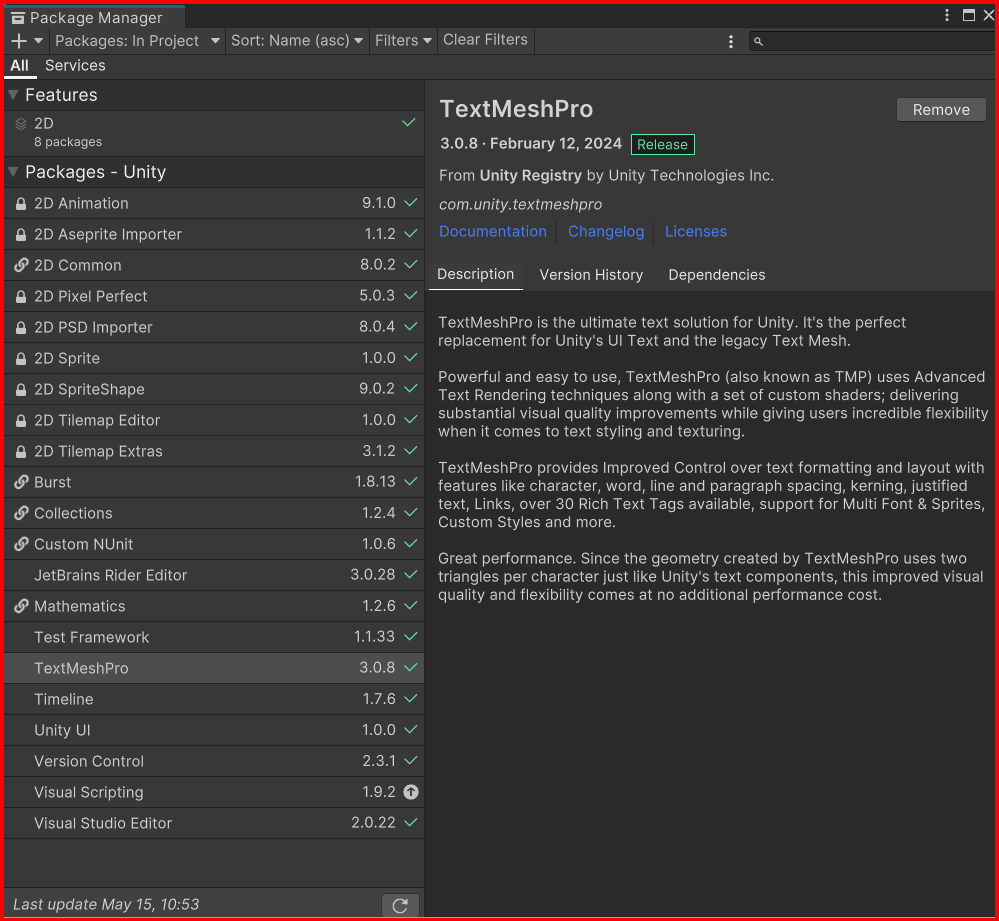 Package Manager
Packages: In Project
Sort: Name (asc)
Filters
Clear Filters
All
Services
Features
2D
8 packages
Packages - Unity
2D Animation 9.1.0
2D Aseprite Importer 1.1.2
2D Common 8.0.2
2D Pixel Perfect 5.0.3
2D PSD Importer 8.0.4
2D Sprite 1.0.0
2D SpriteShape 9.0.2
2D Tilemap Editor 1.0.0
2D Tilemap Extras 3.1.2
Burst 1.8.13
Collections 1.2.4
Custom NUnit 1.0.6
JetBrains Rider Editor 3.0.28
Mathematics 1.2.6
Test Framework 1.1.33
TextMeshPro 3.0.8
Timeline 1.7.6
Unity UI 1.0.0
Version Control 2.3.1
Visual Scripting 1.9.2
Visual Studio Editor 2.0.22
Last update May 15, 10:53
TextMeshPro
Remove
3.0.8 · February 12, 2024 Release
From Unity Registry by Unity Technologies Inc.
com.unity.textmeshpro
Documentation
Changelog
Licenses
Description
Version History
Dependencies
TextMeshPro is the ultimate text solution for Unity. It's the perfect
replacement for Unity's UI Text and the legacy Text Mesh.
Powerful and easy to use, TextMeshPro (also known as TMP) uses Advanced
Text Rendering techniques along with a set of custom shaders; delivering
substantial visual quality improvements while giving users incredible flexibility
when it comes to text styling and texturing.
TextMeshPro provides Improved Control over text formatting and layout with
features like character, word, line and paragraph spacing, kerning, justified
text, Links, over 30 Rich Text Tags available, support for Multi Font & Sprites,
Custom Styles and more.
Great performance. Since the geometry created by TextMeshPro uses two
triangles per character just like Unity's text components, this improved visual
quality and flexibility comes at no additional performance cost.